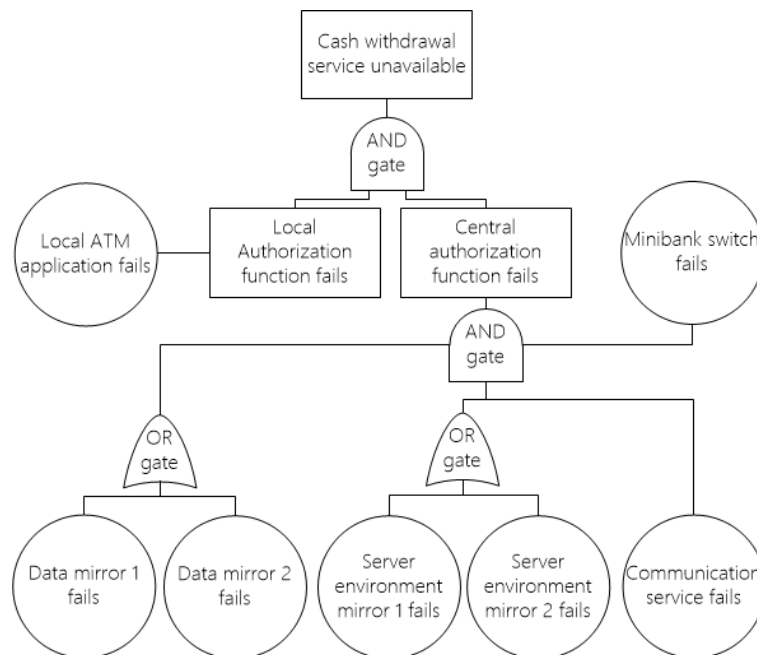 Cash withdrawal
service unavailable
AND
gate
Local ATM
application fails
Local
Authorization
function fails
Central
authorization
function fails
Minibank switch
fails
AND
gate
OR
gate
OR
gate
Data mirror 1
fails
Data mirror 2
fails
Server
environment
mirror 1 fails
Server
environment
mirror 2 fails
Communication
service fails